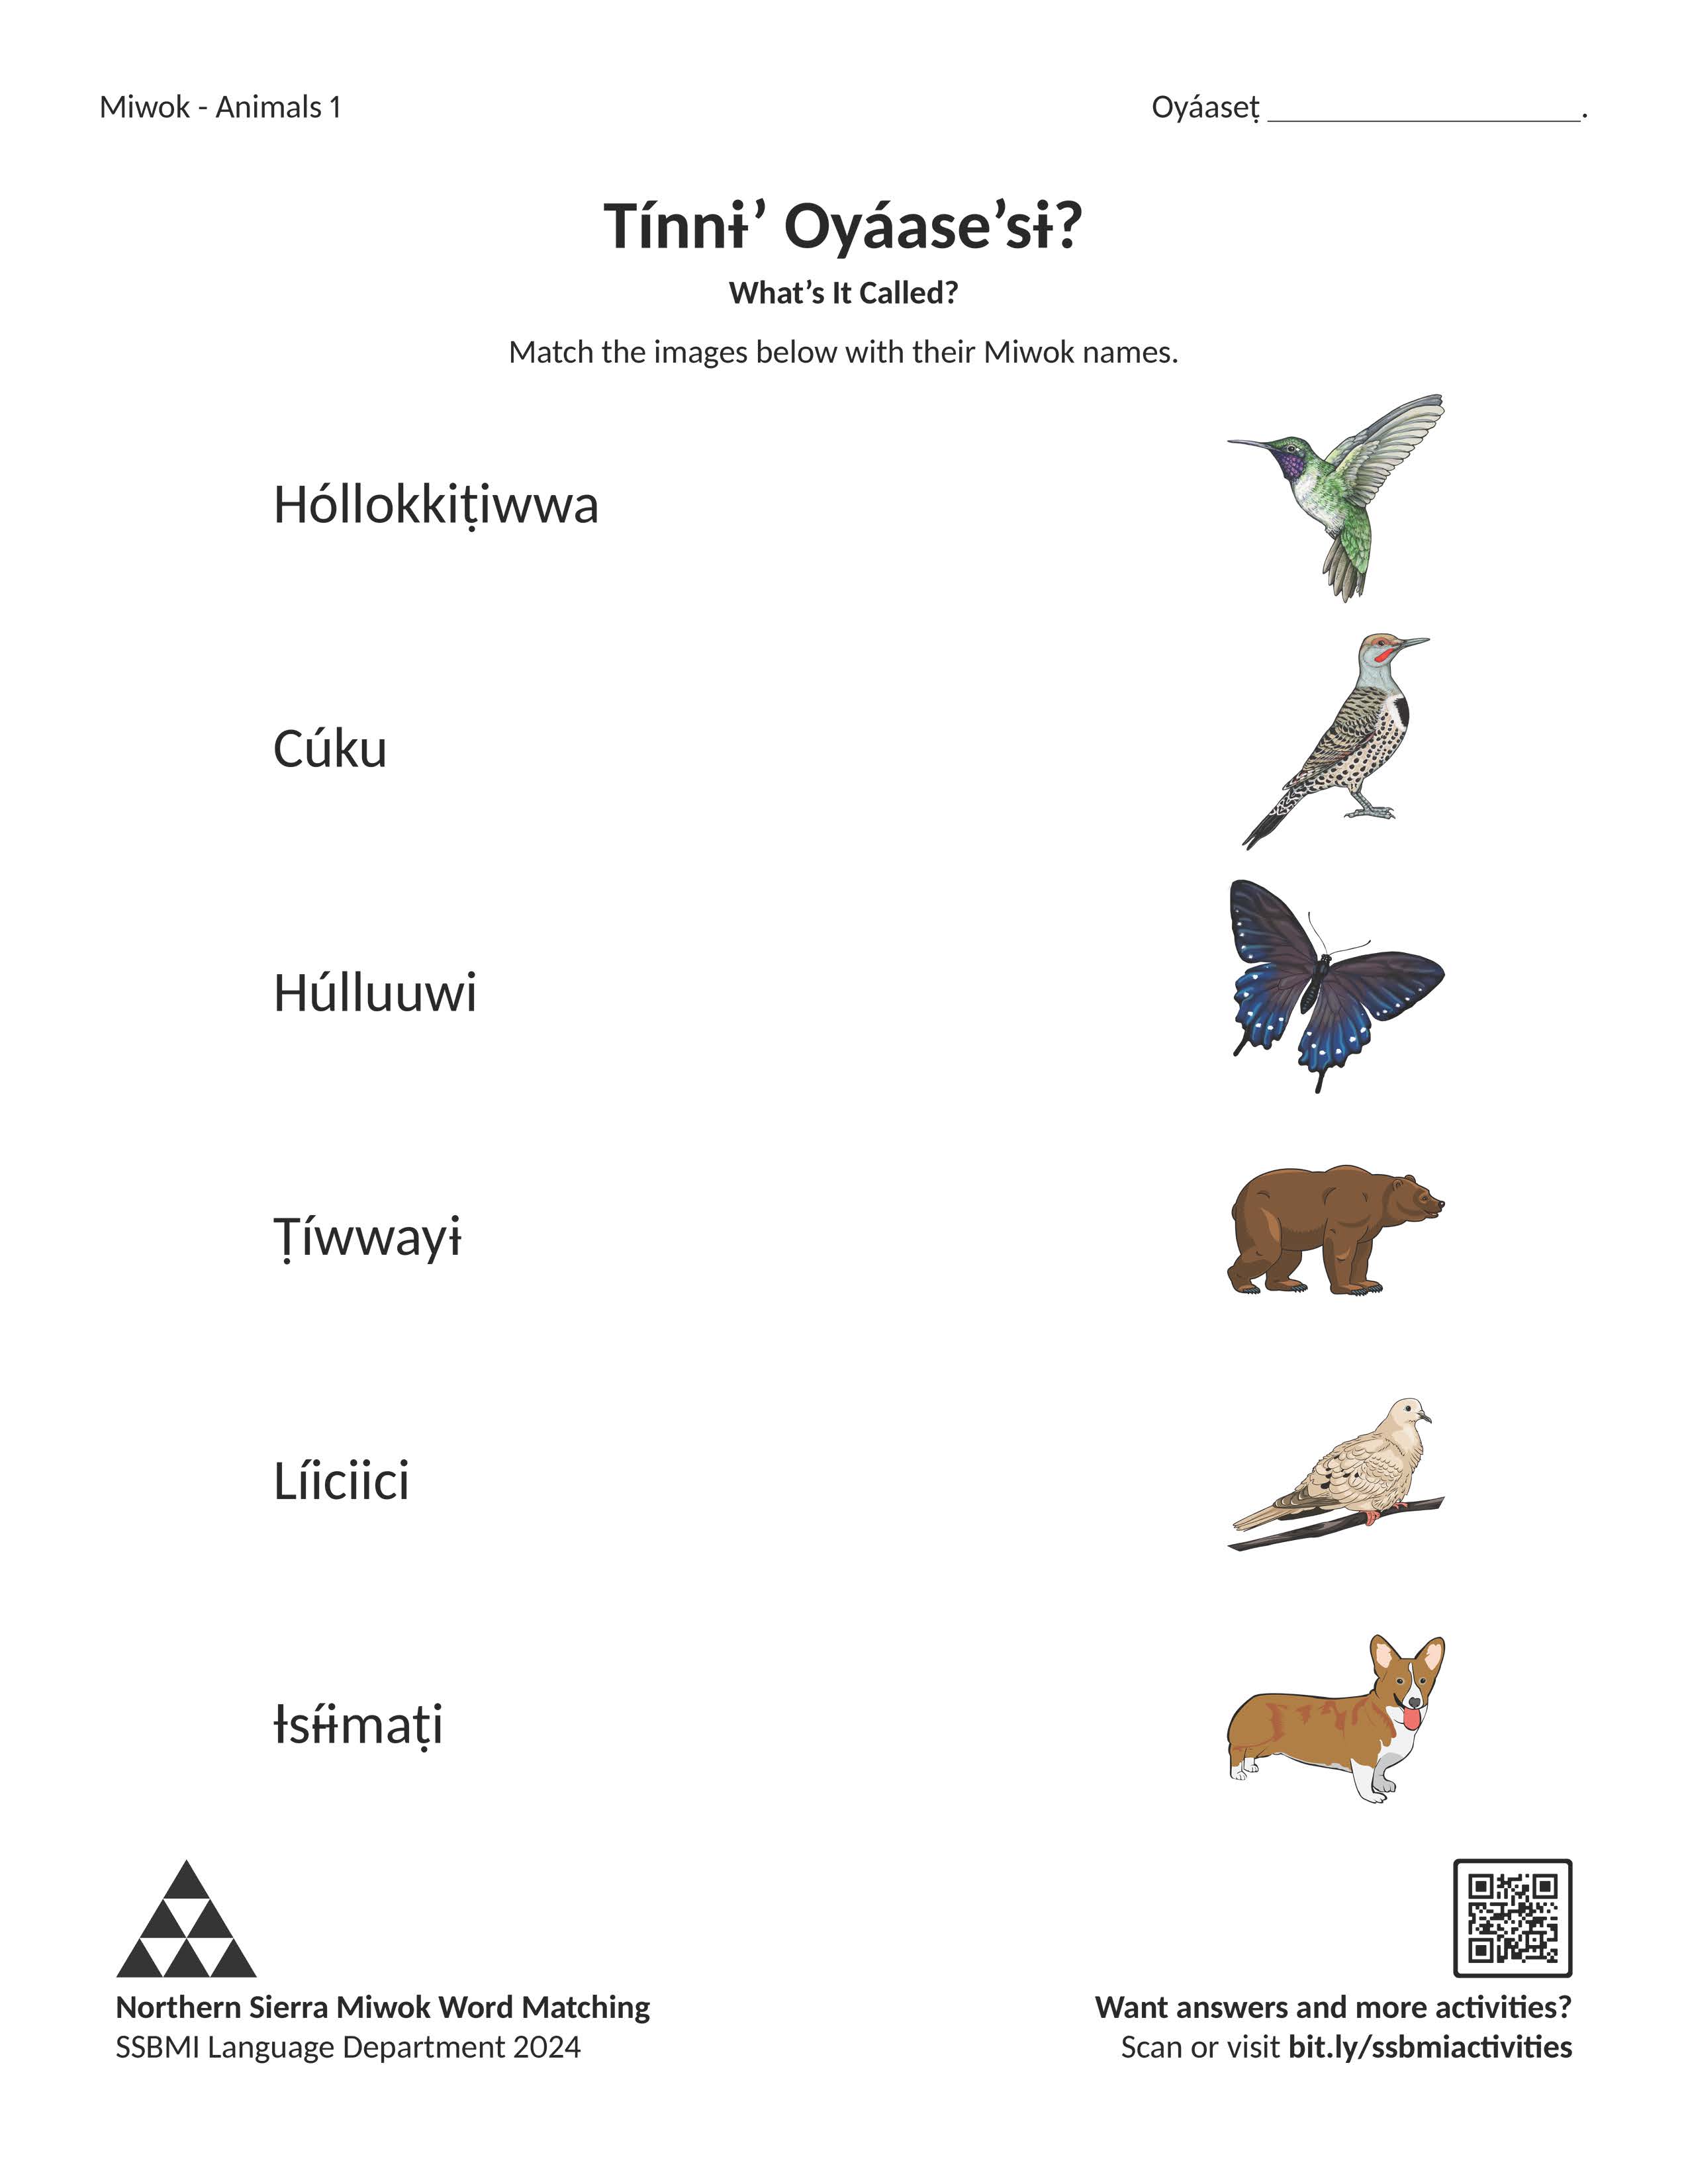 Miwok - Animals 1
Oyáaseṭ ____________________.
Tínnɨ’ Oyáase’sɨ?
What’s It Called?
Match the images below with their Miwok names.
Hóllokkiṭiwwa
Cúku
Húlluuwi
Ṭíwwayɨ
Líiciici
Ɨsɨ́ɨmaṭi
Northern Sierra Miwok Word Matching
SSBMI Language Department 2024
Want answers and more activities?
Scan or visit bit.ly/ssbmiactivities